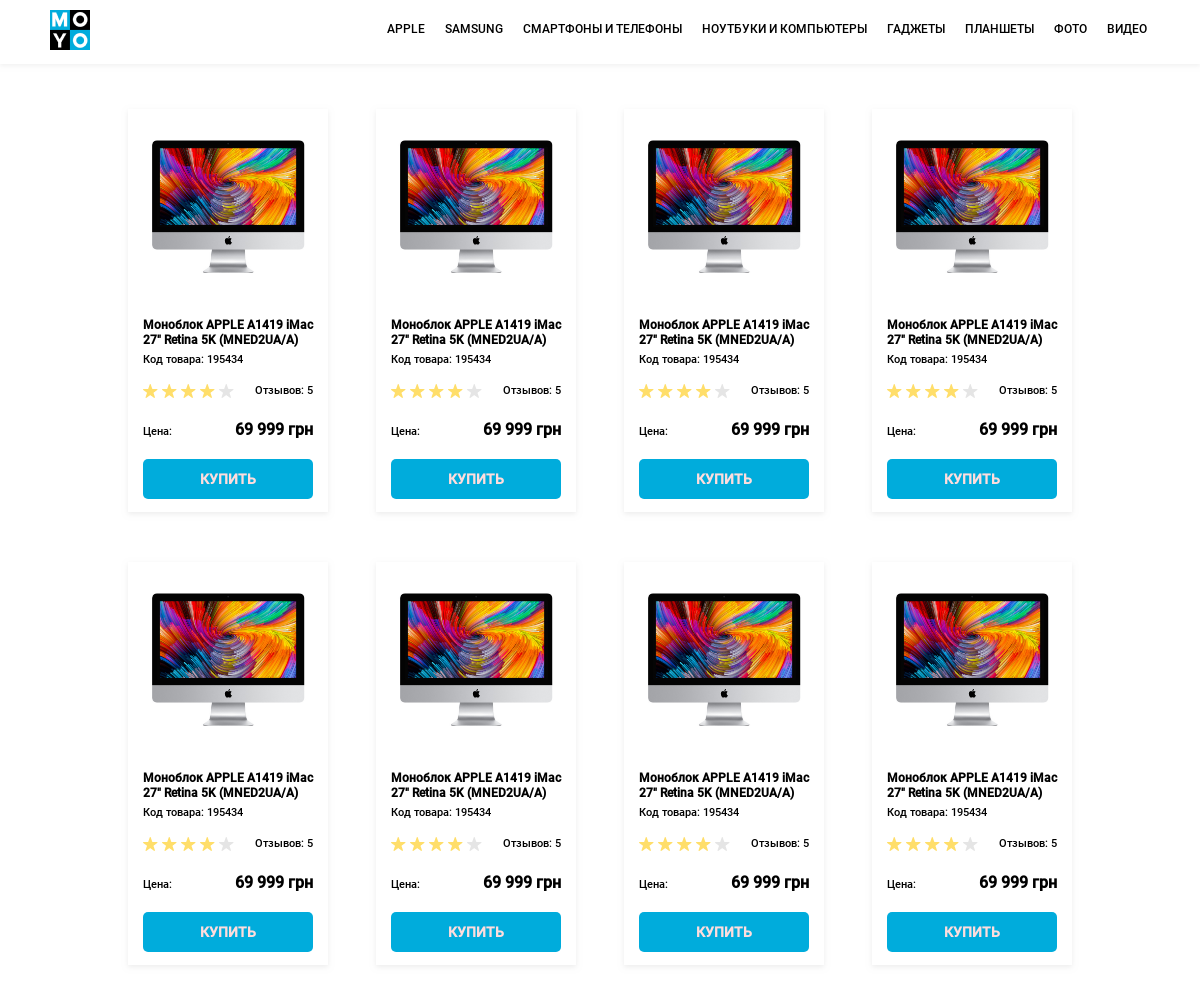 MO
YO
APPLE SAMSUNG СМАРТФОНЫ И ТЕЛЕФОНЫ НОУТБУКИ И КОМПЬЮТЕРЫ ГАДЖЕТЫ ПЛАНШЕТЫ ФОТО ВИДЕО
Моноблок APPLE A1419 iMac
27" Retina 5K (MNED2UA/A)
Код товара: 195434
Отзывов: 5
Цена: 69 999 грн
КУПИТЬ
Моноблок APPLE A1419 iMac
27" Retina 5K (MNED2UA/A)
Код товара: 195434
Отзывов: 5
Цена: 69 999 грн
КУПИТЬ
Моноблок APPLE A1419 iMac
27" Retina 5K (MNED2UA/A)
Код товара: 195434
Отзывов: 5
Цена: 69 999 грн
КУПИТЬ
Моноблок APPLE A1419 iMac
27" Retina 5K (MNED2UA/A)
Код товара: 195434
Отзывов: 5
Цена: 69 999 грн
КУПИТЬ
Моноблок APPLE A1419 iMac
27" Retina 5K (MNED2UA/A)
Код товара: 195434
Отзывов: 5
Цена: 69 999 грн
КУПИТЬ
Моноблок APPLE A1419 iMac
27" Retina 5K (MNED2UA/A)
Код товара: 195434
Отзывов: 5
Цена: 69 999 грн
КУПИТЬ
Моноблок APPLE A1419 iMac
27" Retina 5K (MNED2UA/A)
Код товара: 195434
Отзывов: 5
Цена: 69 999 грн
КУПИТЬ
Моноблок APPLE A1419 iMac
27" Retina 5K (MNED2UA/A)
Код товара: 195434
Отзывов: 5
Цена: 69 999 грн
КУПИТЬ